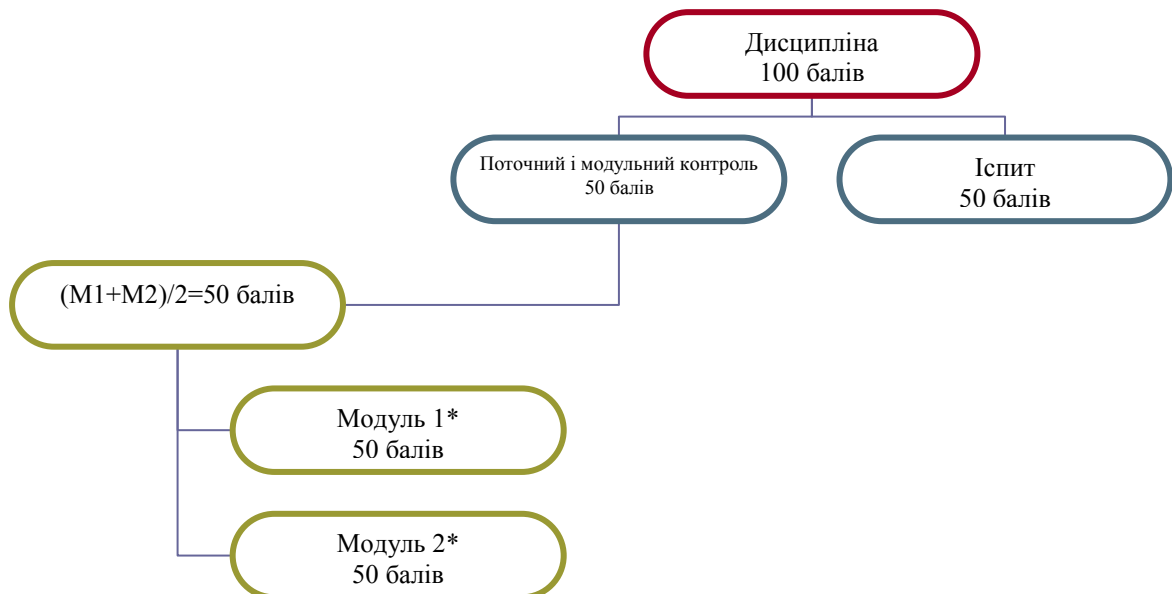 Дисципліна
100 балів
Поточний і модульний контроль
50 балів
Іспит
50 балів
(М1+М2)/2=50 балів
Модуль 1*
50 балів
Модуль 2*
50 балів